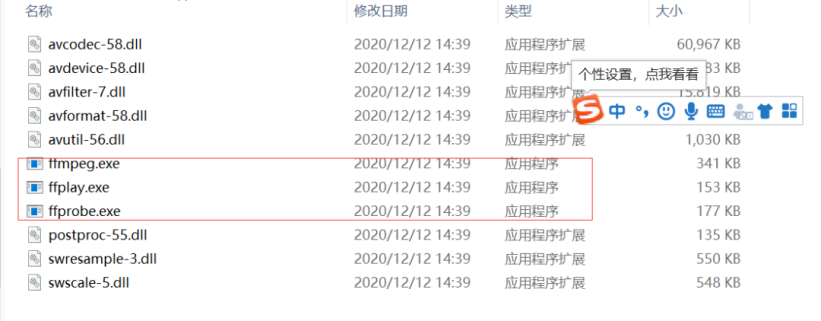 名称 修改日期 类型 大小
avcodec-58.dll 2020/12/12 14:39 应用程序扩展 60,967 KB
avdevice-58.dll 2020/12/12 14:39 应用程序扩展 KB
个性设置，点我看看
avfilter-7.dll 2020/12/12 14:39 应用程序扩展 15,819 KB
avformat-58.dll 2020/12/12 14:39 应用程序扩展
S 中
avutil-56.dll 2020/12/12 14:39 应用程序扩展 1,030 KB
ffmpeg.exe 2020/12/12 14:39 应用程序 341 KB
ffplay.exe 2020/12/12 14:39 应用程序 153 KB
ffprobe.exe 2020/12/12 14:39 应用程序 177 KB
postproc-55.dll 2020/12/12 14:39 应用程序扩展 135 KB
swresample-3.dll 2020/12/12 14:39 应用程序扩展 550 KB
swscale-5.dll 2020/12/12 14:39 应用程序扩展 548 KB